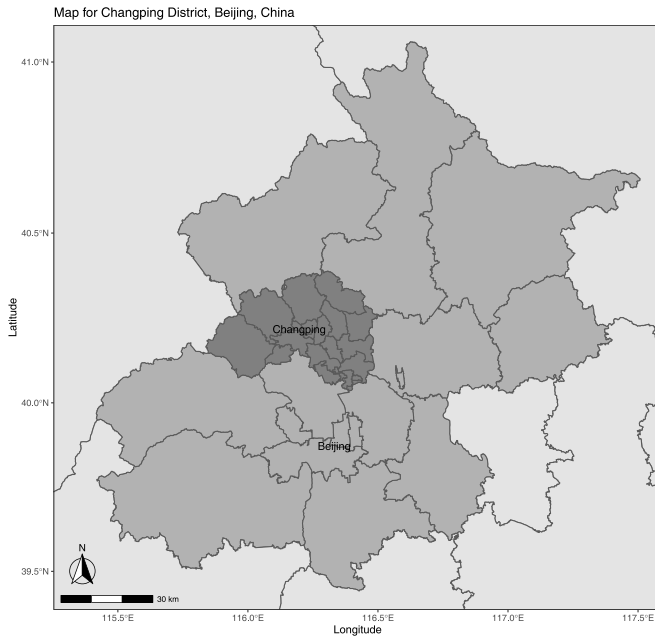 Map for Changping District, Beijing, China
41.0°N
40.5°N
Changping
40.0°N
Beijing
39.5°N
N
30 km
115.5°E 116.0°E 116.5°E 117.0°E 117.5°E
Longitude
Latitude